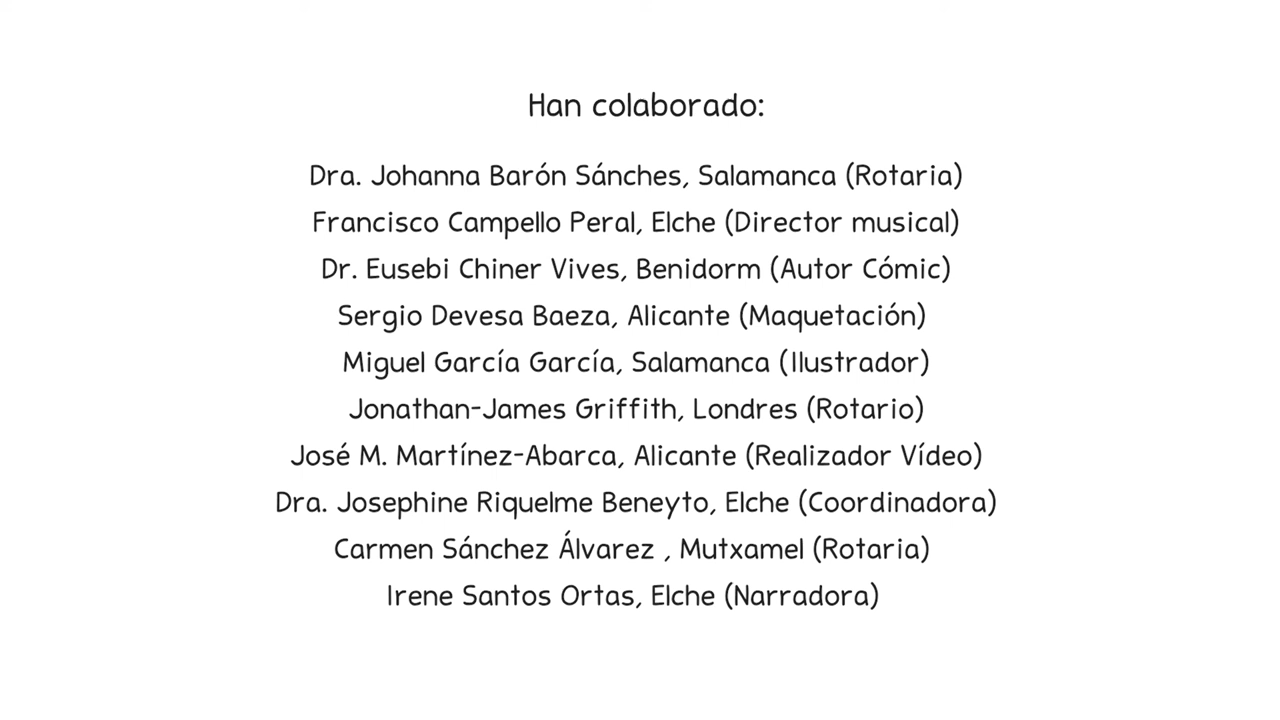 Han colaborado:
Dra. Johanna Barón Sánches, Salamanca (Rotaria)
Francisco Campello Peral, Elche (Director musical)
Dr. Eusebi Chiner Vives, Benidorm (Autor Cómic)
Sergio Devesa Baeza, Alicante (Maquetación)
Miguel García García, Salamanca (Ilustrador)
Jonathan-James Griffith, Londres (Rotario)
José M. Martínez-Abarca, Alicante (Realizador Vídeo)
Dra. Josephine Riquelme Beneyto, Elche (Coordinadora)
Carmen Sánchez Álvarez , Mutxamel (Rotaria)
Irene Santos Ortas, Elche (Narradora)